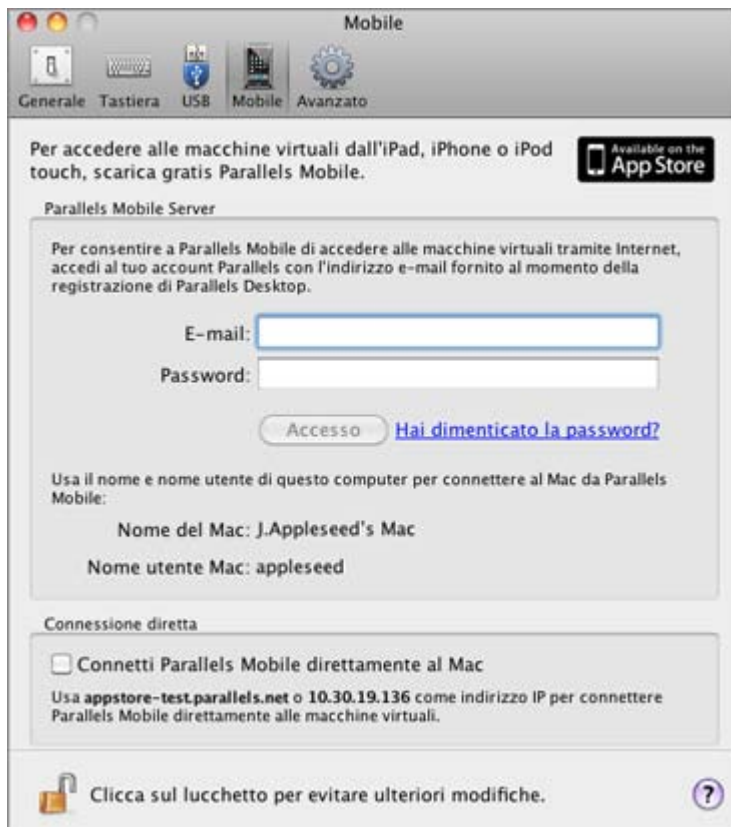 Mobile
Generale Tastiera USB Mobile Avanzato
Per accedere alle macchine virtuali dall'iPad, iPhone o iPod
touch, scarica gratis Parallels Mobile.
Available on the
App Store
Parallels Mobile Server
Per consentire a Parallels Mobile di accedere alle macchine virtuali tramite Internet,
accedi al tuo account Parallels con l'indirizzo e-mail fornito al momento della
registrazione di Parallels Desktop.
E-mail:
Password:
Accesso Hai dimenticato la password?
Usa il nome e nome utente di questo computer per connettere al Mac da Parallels
Mobile:
Nome del Mac: J.Appleseed's Mac
Nome utente Mac: appleseed
Connessione diretta
Connetti Parallels Mobile direttamente al Mac
Usa appstore-test.parallels.net o 10.30.19.136 come indirizzo IP per connettere
Parallels Mobile direttamente alle macchine virtuali.
Clicca sul lucchetto per evitare ulteriori modifiche.
?